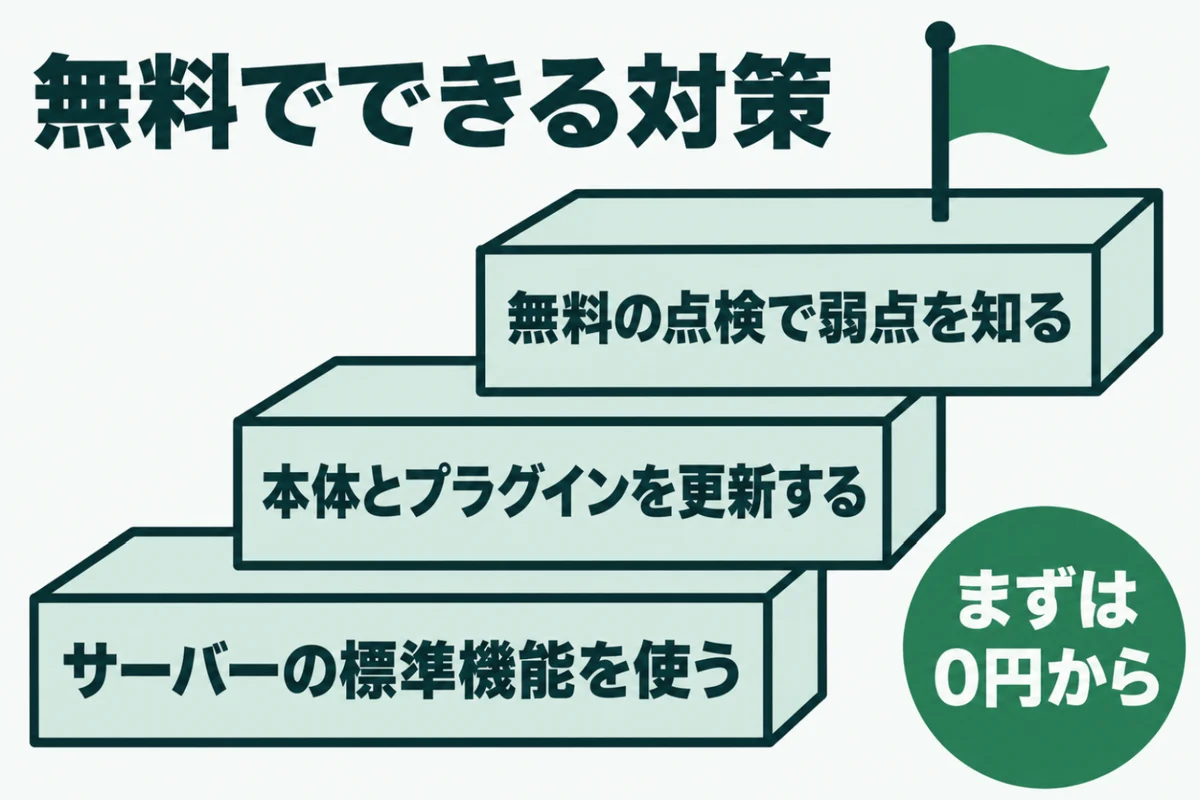 無料でできる対策
無料の点検で弱点を知る
本体とプラグインを更新する
サーバーの標準機能を使う
まずは
0円から